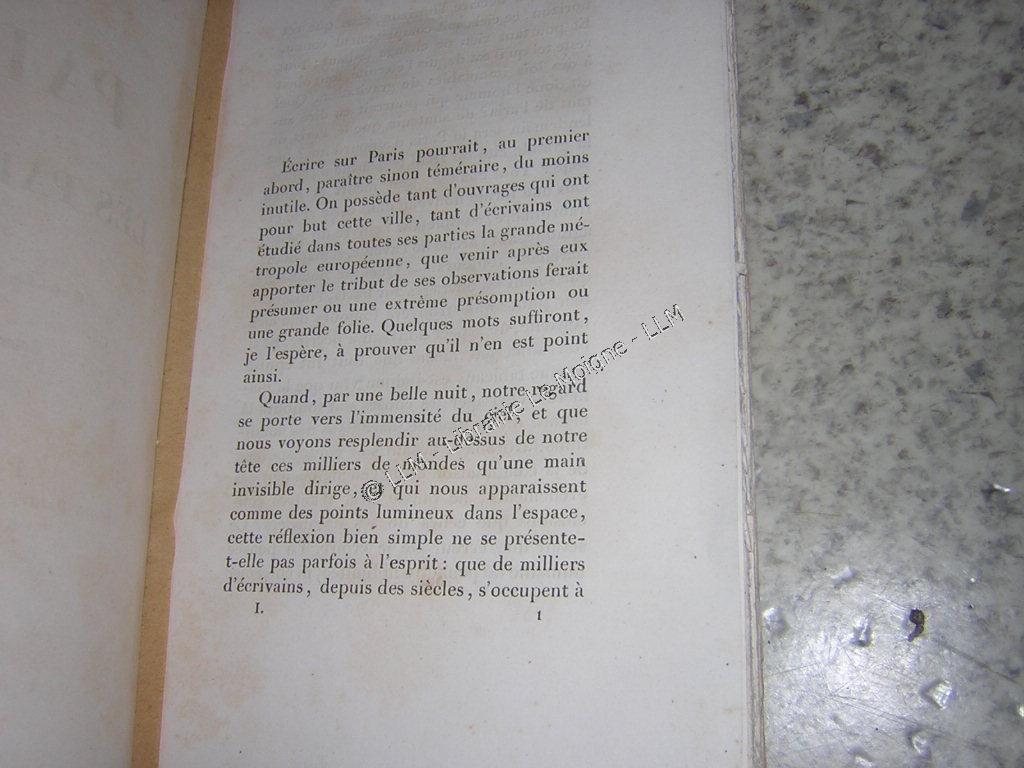 Écrire sur Paris pourrait, au premier
abord, paraître sinon téméraire, du moins
inutile. On possède tant d'ouvrages qui ont
pour but cette ville, tant d'écrivains ont
étudié dans toutes ses parties la grande mé-
tropole européenne, que venir après eux
apporter le tribut de ses observations ferait
présumer ou une extrême présomption ou
une grande folie. Quelques mots suffiront,
je l'espère, à prouver qu'il n'en est point
ainsi.
Quand, par une belle nuit, notre regard
se porte vers l'immensité du ciel, et que
nous voyons resplendir au-dessus de notre
tête ces milliers de mondes qu'une main
invisible dirige, et qui nous apparaissent
comme des points lumineux dans l'espace,
cette réflexion bien simple ne se présente-
t-elle pas parfois à l'esprit : que de milliers
d'écrivains, depuis des siècles, s'occupent à
I. 1
© LLM - Librairie Le Moigne - LLM